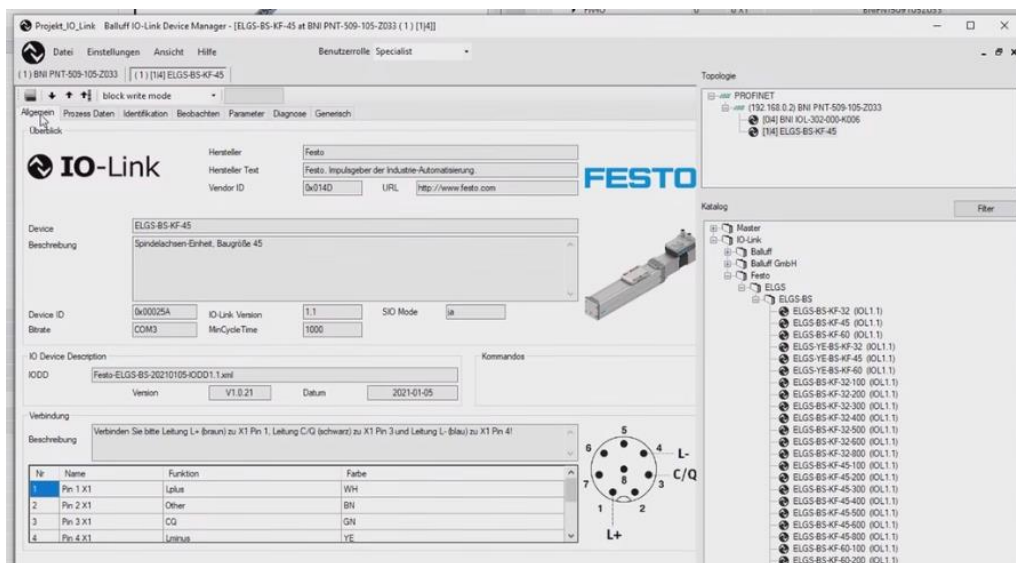 Projekt_IO_Link   Balluff IO-Link Device Manager - [ELGS-BS-KF-45 at BNI PNT-509-105-Z033 ( 1 ) [1|4]]
Datei Einstellungen Ansicht Hilfe Benutzerrolle Specialist
( 1 ) BNI PNT-509-105-Z033 ( 1 ) [1\4] ELGS-BS-KF-45
block write mode
Algemein Prozess Daten Identifikation Beobachten Parameter Diagnose Generisch
Überblick
IO-Link
Hersteller Festo
Hersteller Text Festo. Impulsgeber der Industrie-Automatisierung.
Vendor ID 0x014D URL http://www.festo.com
FESTO
Device ELGS-BS-KF-45
Beschreibung Spindelachsen-Einheit, Baugröße 45
Device ID 0x00025A IO-Link Version 1.1 SIO Mode ja
Bitrate COM3 MinCycleTime 1000
IO Device Description
IODD Festo-ELGS-BS-20210105-IODD1.1.xml
Version V1.0.21 Datum 2021-01-05
Kommandos
Verbindung
Beschreibung Verbinden Sie bitte Leitung L+ (braun) zu X1 Pin 1, Leitung C/Q (schwarz) zu X1 Pin 3 und Leitung L- (blau) zu X1 Pin 4!
Nr Name Funktion Farbe
1 Pin 1 X1 Lplus WH
2 Pin 2 X1 Other BN
3 Pin 3 X1 CQ GN
4 Pin 4 X1 Lminus YE
5
6 4 L-
7 8 3 C/Q
1 2
L+
Topologie
PROFINET
(192.168.0.2) BNI PNT-509-105-Z033
[0\4] BNI IOL-302-000-K006
[1\4] ELGS-BS-KF-45
Katalog Filter
Master
IO-Link
Balluff
Balluff GmbH
Festo
ELGS
ELGS-BS
ELGS-BS-KF-32 (IOL1.1)
ELGS-BS-KF-45 (IOL1.1)
ELGS-BS-KF-60 (IOL1.1)
ELGS-YE-BS-KF-32 (IOL1.1)
ELGS-YE-BS-KF-45 (IOL1.1)
ELGS-YE-BS-KF-60 (IOL1.1)
ELGS-BS-KF-32-100 (IOL1.1)
ELGS-BS-KF-32-200 (IOL1.1)
ELGS-BS-KF-32-300 (IOL1.1)
ELGS-BS-KF-32-400 (IOL1.1)
ELGS-BS-KF-32-500 (IOL1.1)
ELGS-BS-KF-32-600 (IOL1.1)
ELGS-BS-KF-32-800 (IOL1.1)
ELGS-BS-KF-45-100 (IOL1.1)
ELGS-BS-KF-45-200 (IOL1.1)
ELGS-BS-KF-45-300 (IOL1.1)
ELGS-BS-KF-45-400 (IOL1.1)
ELGS-BS-KF-45-500 (IOL1.1)
ELGS-BS-KF-45-600 (IOL1.1)
ELGS-BS-KF-45-800 (IOL1.1)
ELGS-BS-KF-60-100 (IOL1.1)
ELGS-BS-KF-60-200 (IOL1.1)